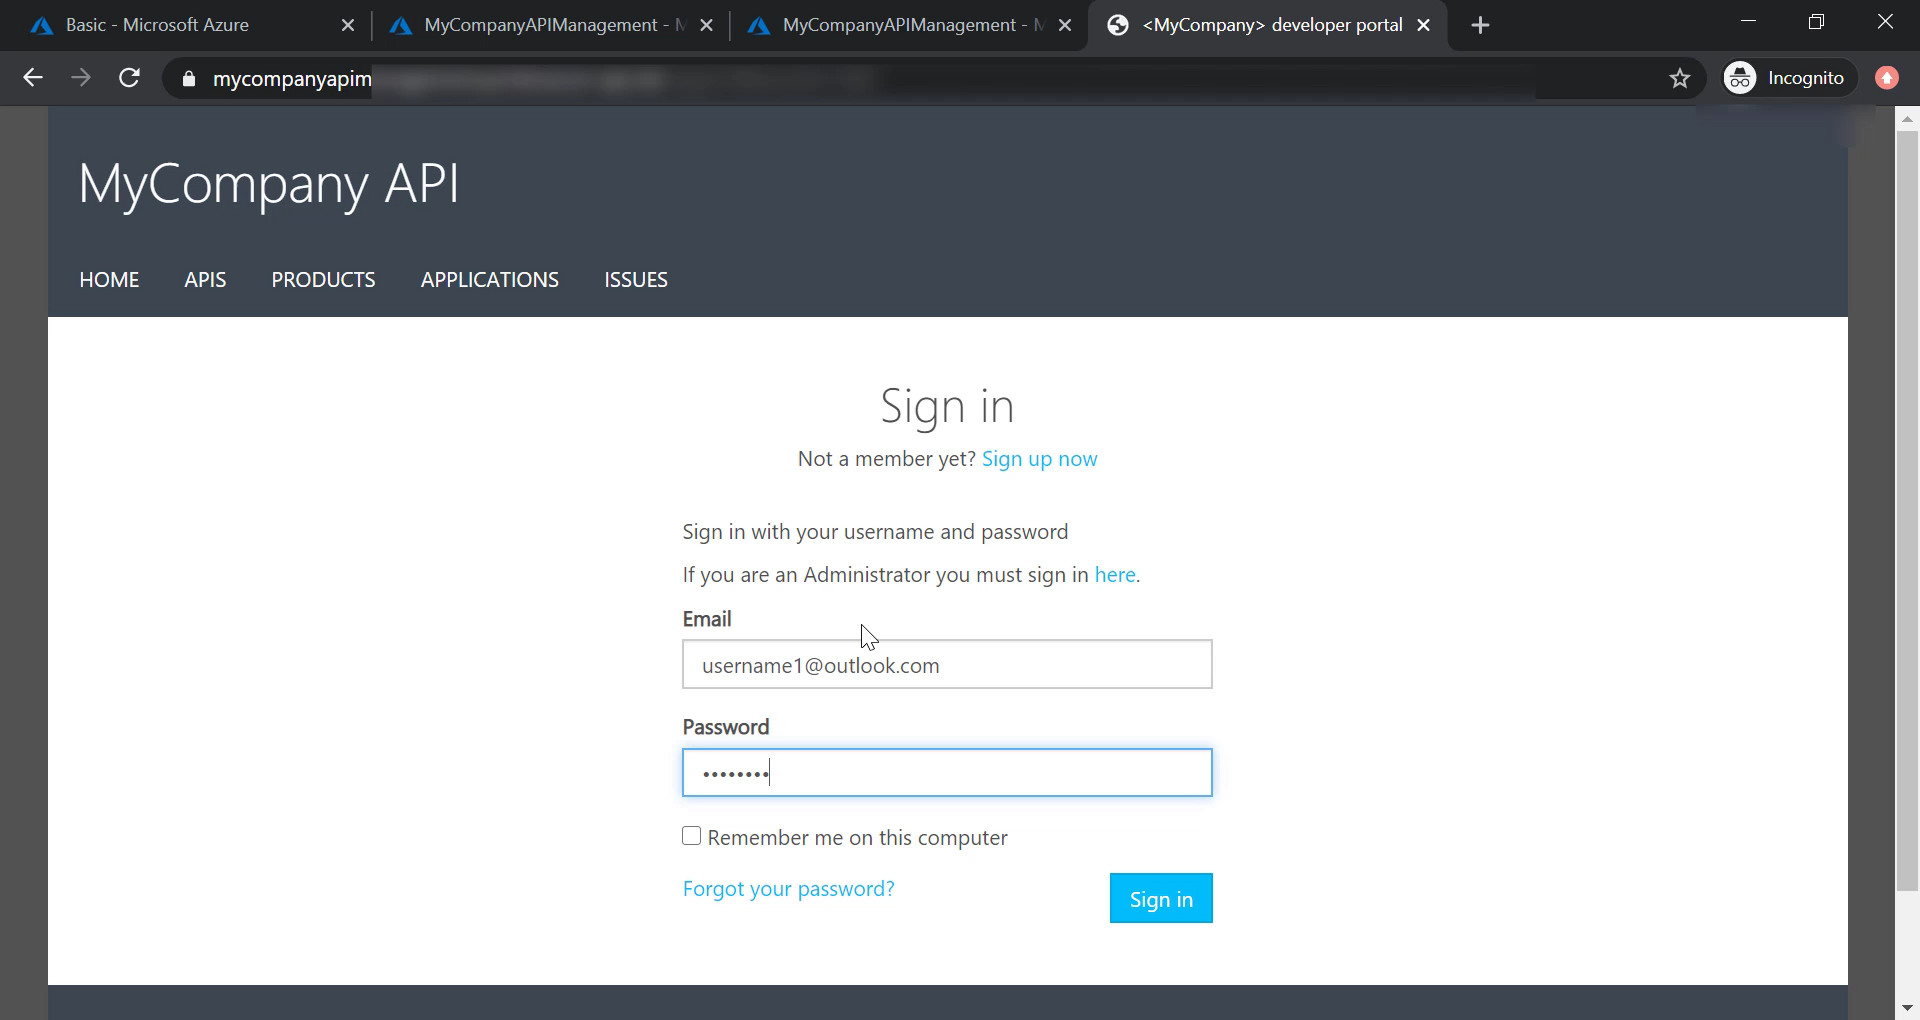 Basic - Microsoft Azure
MyCompanyAPIManagement -
MyCompanyAPIManagement -
<MyCompany> developer portal
mycompanyapim
Incognito
MyCompany API
HOME APIS PRODUCTS APPLICATIONS ISSUES
Sign in
Not a member yet? Sign up now
Sign in with your username and password
If you are an Administrator you must sign in here.
Email
username1@outlook.com
Password
••••••••
Remember me on this computer
Forgot your password?
Sign in